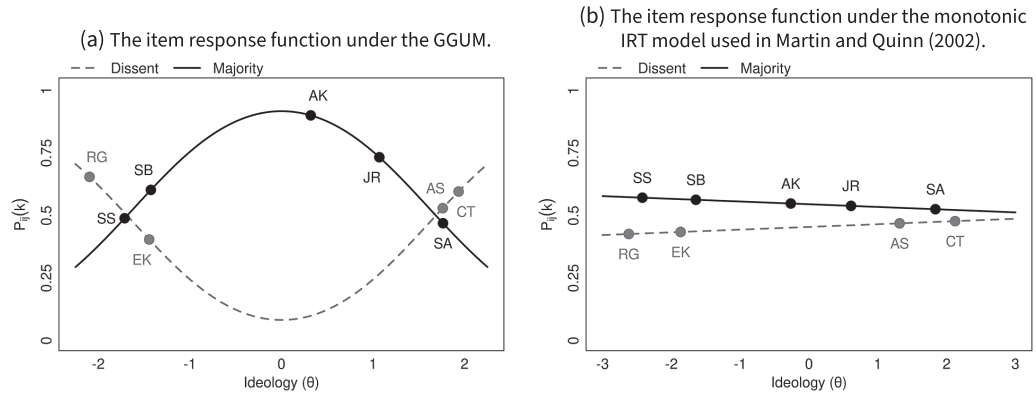 (a) The item response function under the GGUM.
Dissent Majority
1
0.75
0.5
0.25
0
P_ij(k)
RG
SS
SB
EK
AK
JR
AS
CT
SA
-2 -1 0 1 2
Ideology (θ)
(b) The item response function under the monotonic
IRT model used in Martin and Quinn (2002).
Dissent Majority
1
0.75
0.5
0.25
0
P_ij(k)
SS SB AK JR SA
RG EK AS CT
-3 -2 -1 0 1 2 3
Ideology (θ)